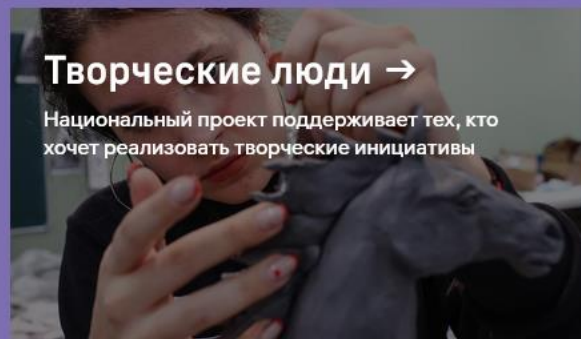 Творческие люди →
Национальный проект поддерживает тех, кто
хочет реализовать творческие инициативы